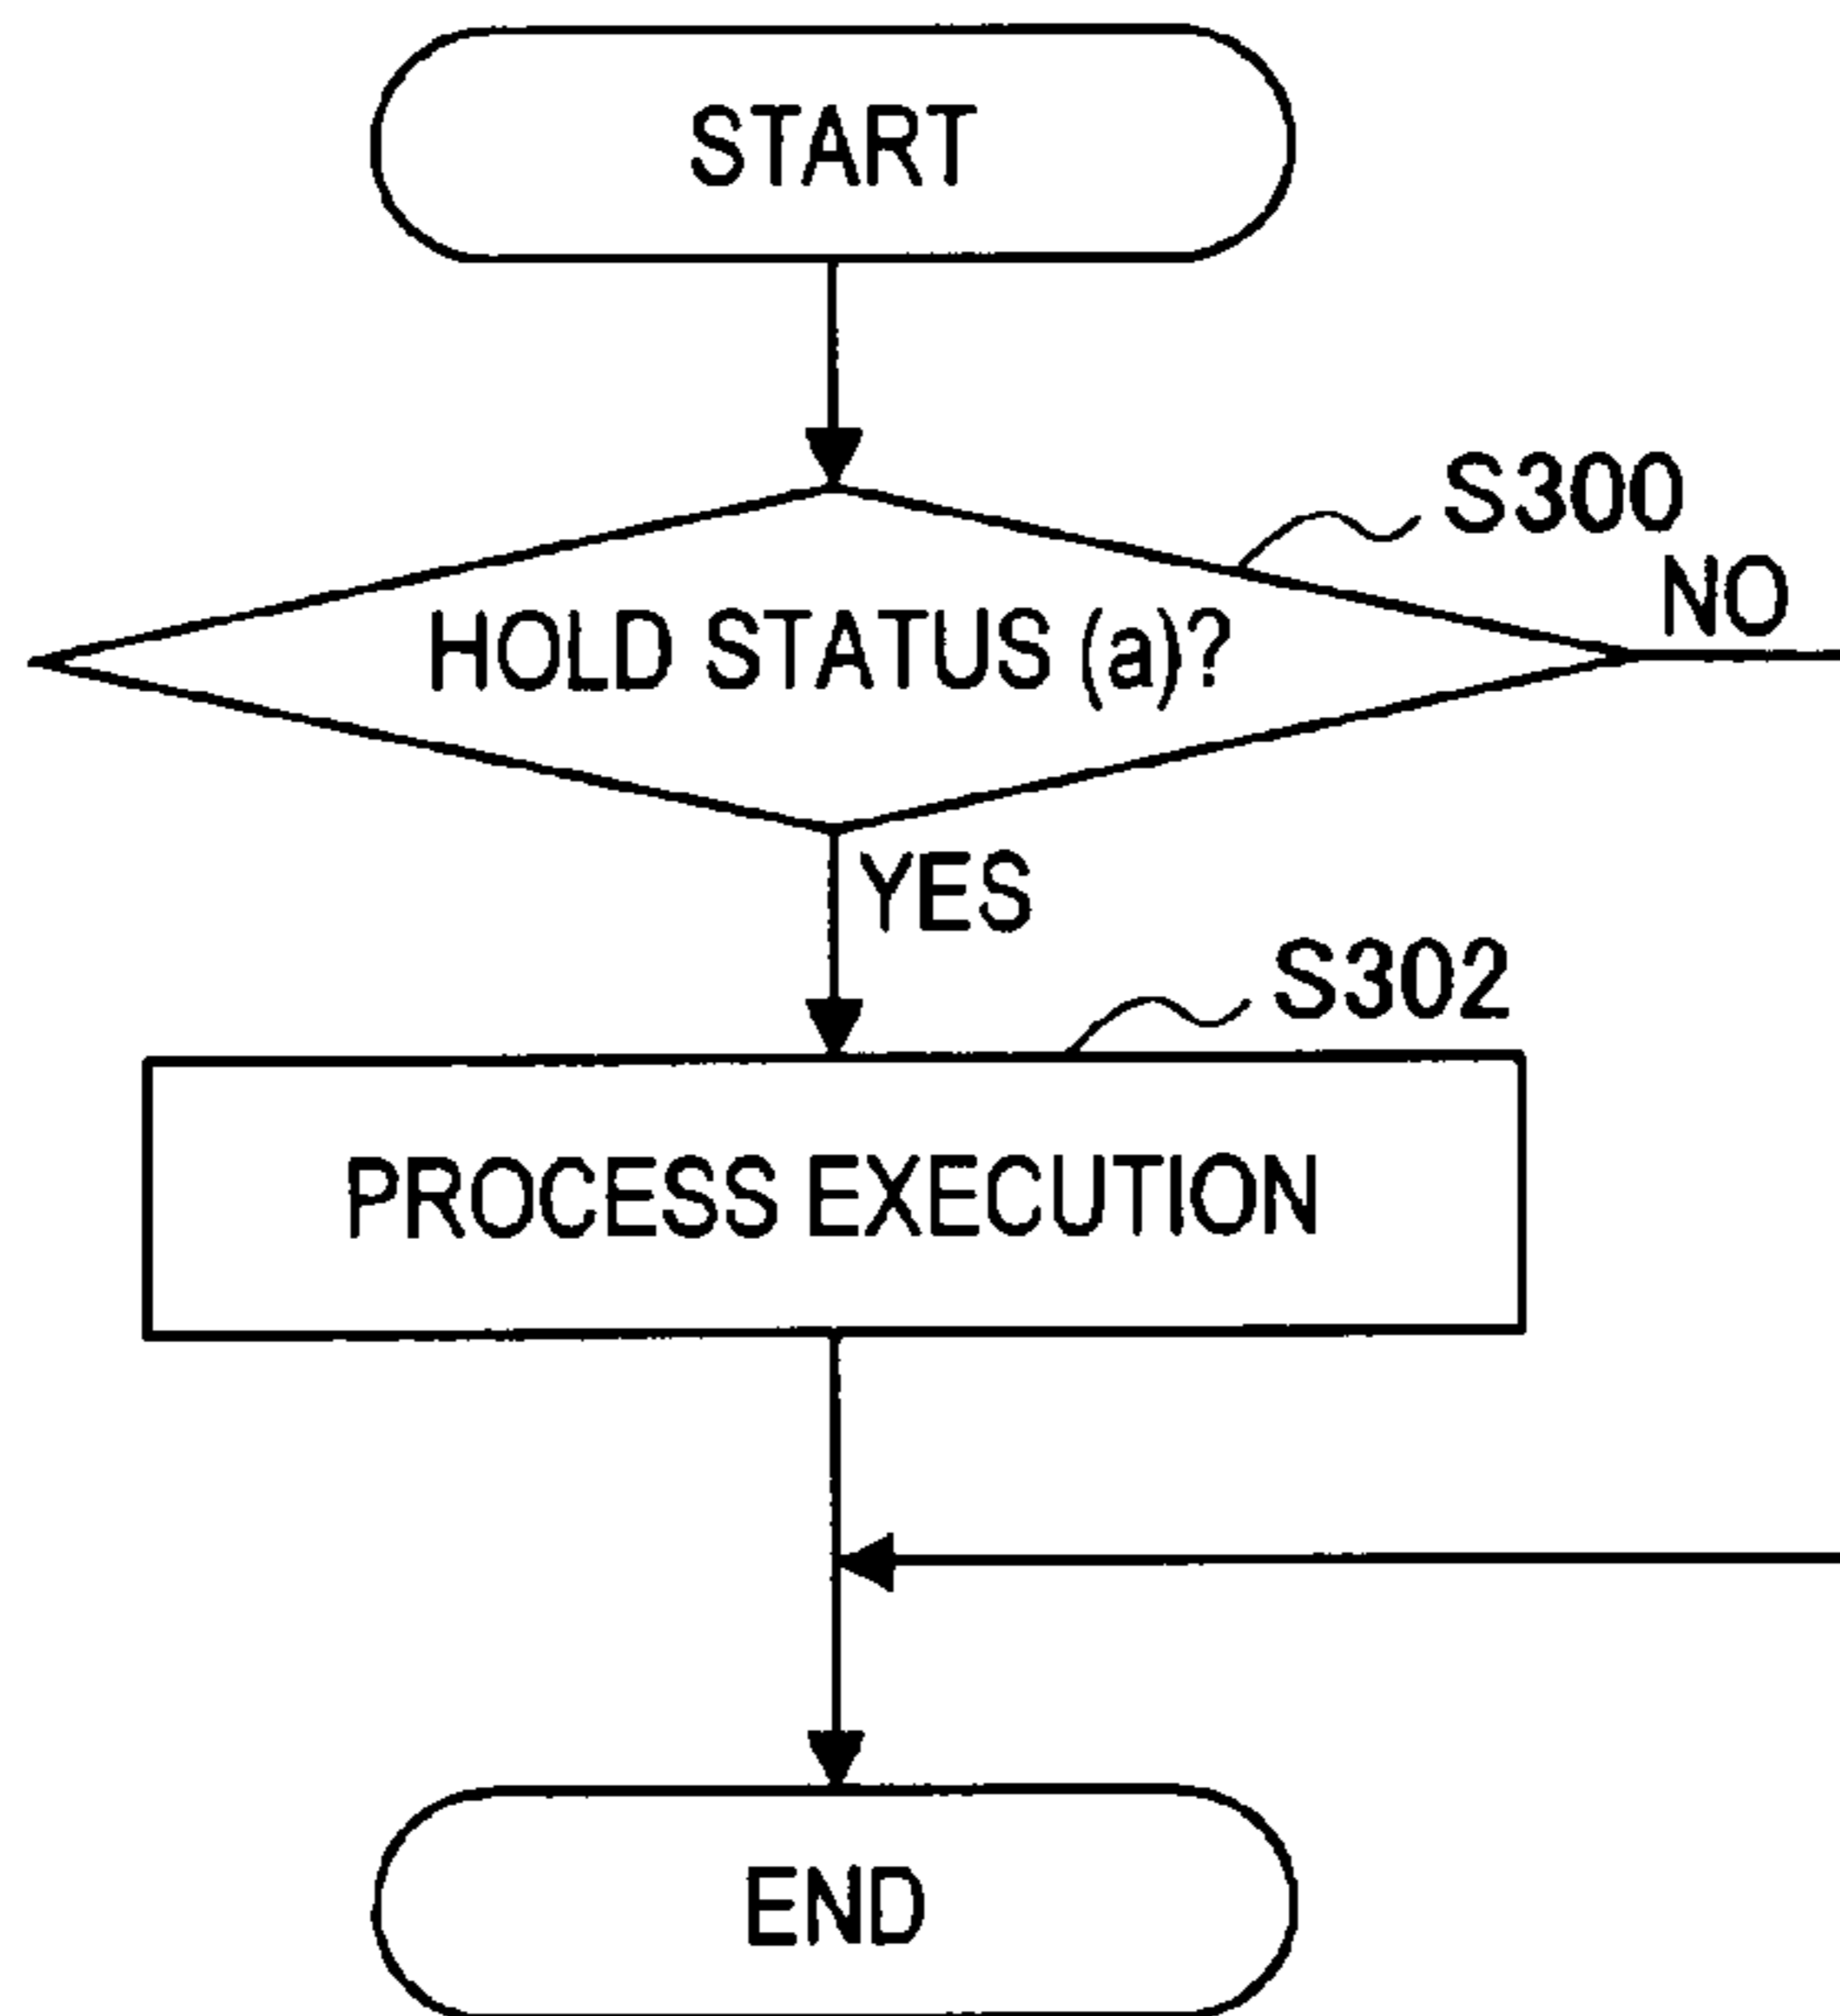 START
S300
HOLD STATUS (a)?
NO
YES
S302
PROCESS EXECUTION
END